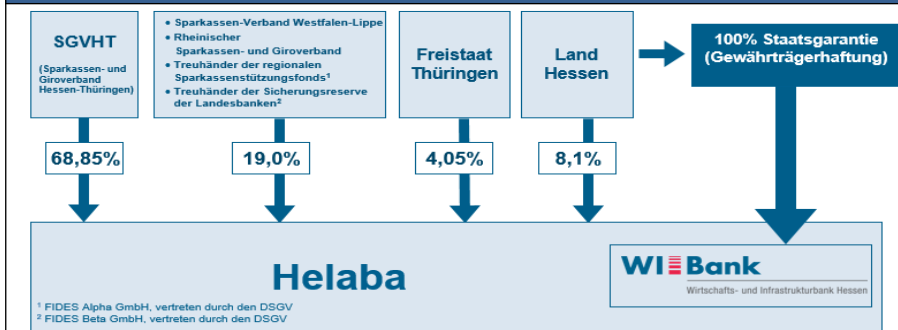 SGVHT
(Sparkassen- und
Giroverband
Hessen-Thüringen)
• Sparkassen-Verband Westfalen-Lippe
• Rheinischer
Sparkassen- und Giroverband
• Treuhänder der regionalen
Sparkassenstützungsfonds¹
• Treuhänder der Sicherungsreserve
der Landesbanken²
Freistaat
Thüringen
Land
Hessen
100% Staatsgarantie
(Gewährträgerhaftung)
68,85%
19,0%
4,05%
8,1%
Helaba
WIBank
Wirtschafts- und Infrastrukturbank Hessen
¹ FIDES Alpha GmbH, vertreten durch den DSGV
² FIDES Beta GmbH, vertreten durch den DSGV